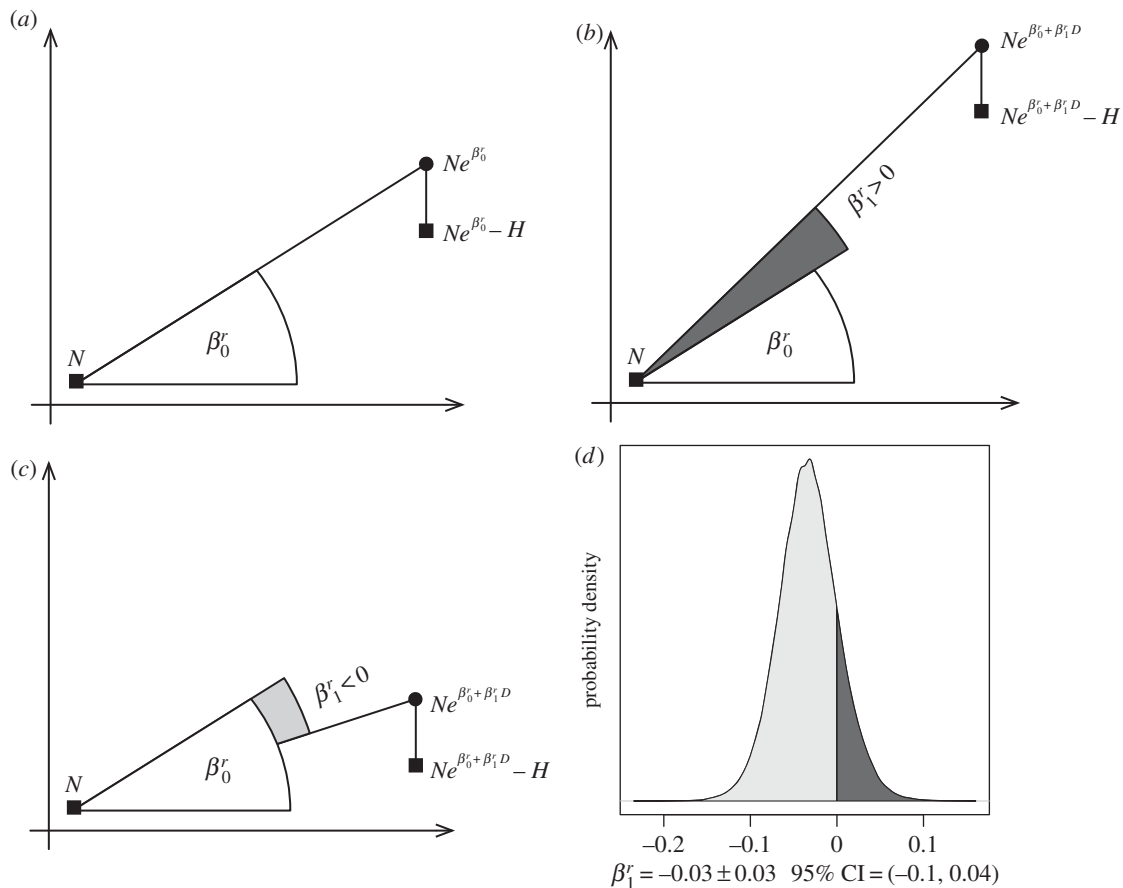 (a)
Ne^{β_0^r}
Ne^{β_0^r} – H
N
β_0^r
(b)
Ne^{β_0^r + β_1^r D}
Ne^{β_0^r + β_1^r D} – H
β_1^r > 0
N
β_0^r
(c)
β_1^r < 0
Ne^{β_0^r + β_1^r D}
Ne^{β_0^r + β_1^r D} – H
N
β_0^r
(d)
probability density
–0.2 –0.1 0 0.1
β_1^r = –0.03 ± 0.03 95% CI = (–0.1, 0.04)